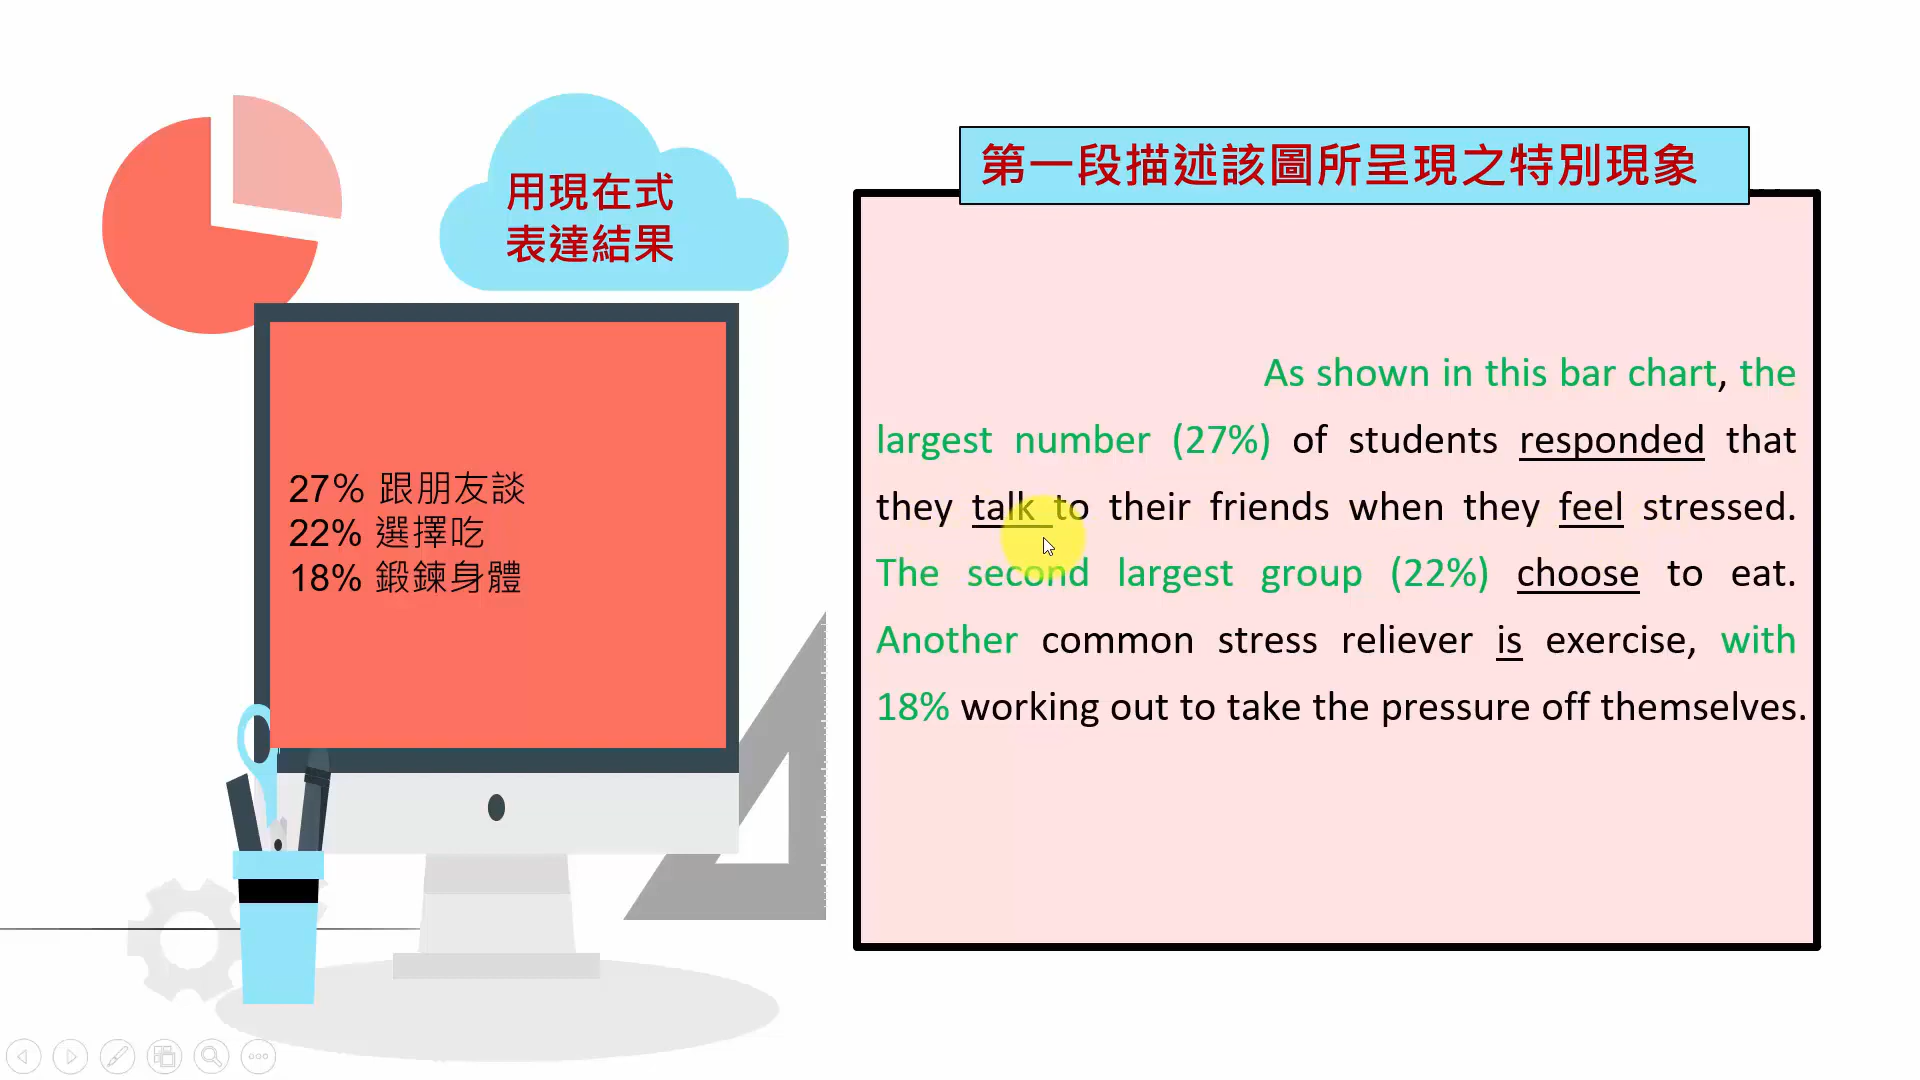 用現在式
表達結果
27% 跟朋友談
22% 選擇吃
18% 鍛鍊身體
第一段描述該圖所呈現之特別現象
As shown in this bar chart, the
largest number (27%) of students responded that
they talk to their friends when they feel stressed.
The second largest group (22%) choose to eat.
Another common stress reliever is exercise, with
18% working out to take the pressure off themselves.